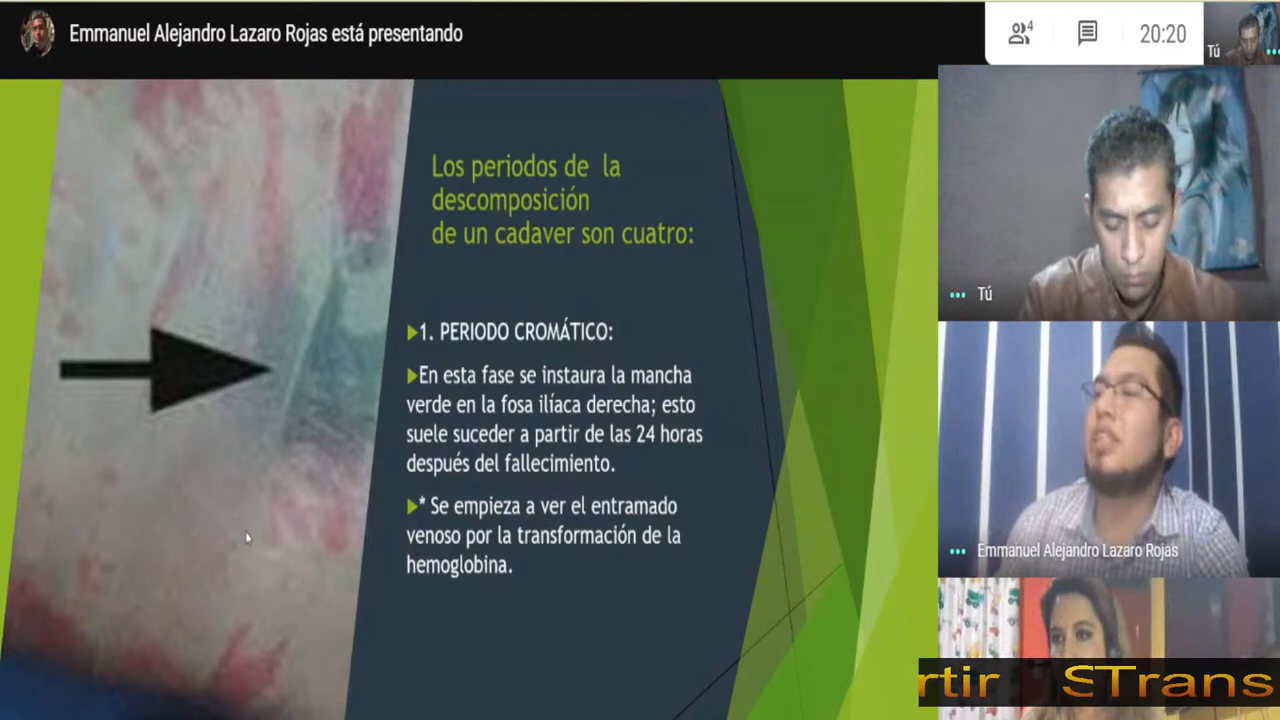 Emmanuel Alejandro Lazaro Rojas está presentando
4
20:20
Tú
Los periodos de la
descomposición
de un cadaver son cuatro:
1. PERIODO CROMÁTICO:
En esta fase se instaura la mancha
verde en la fosa ilíaca derecha; esto
suele suceder a partir de las 24 horas
después del fallecimiento.
* Se empieza a ver el entramado
venoso por la transformación de la
hemoglobina.
Tú
Emmanuel Alejandro Lazaro Rojas
rtir STrans